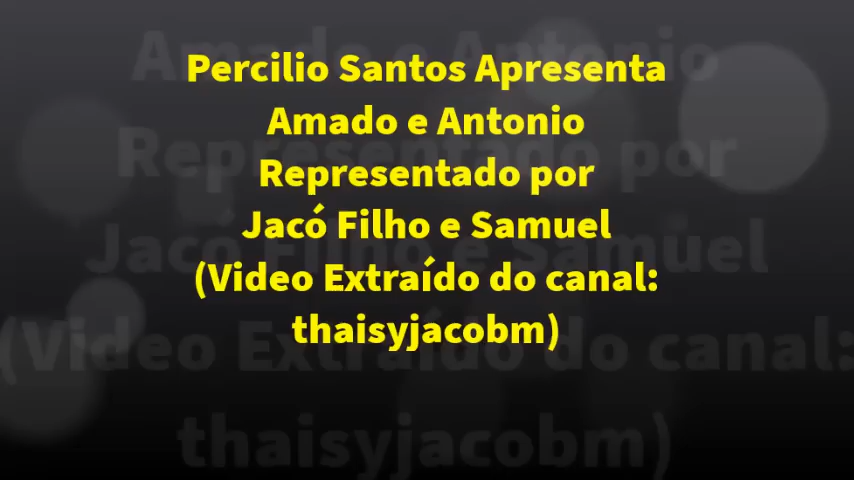 Percilio Santos Apresenta
Amado e Antonio
Representado por
Jacó Filho e Samuel
(Video Extraído do canal:
thaisyjacobm)